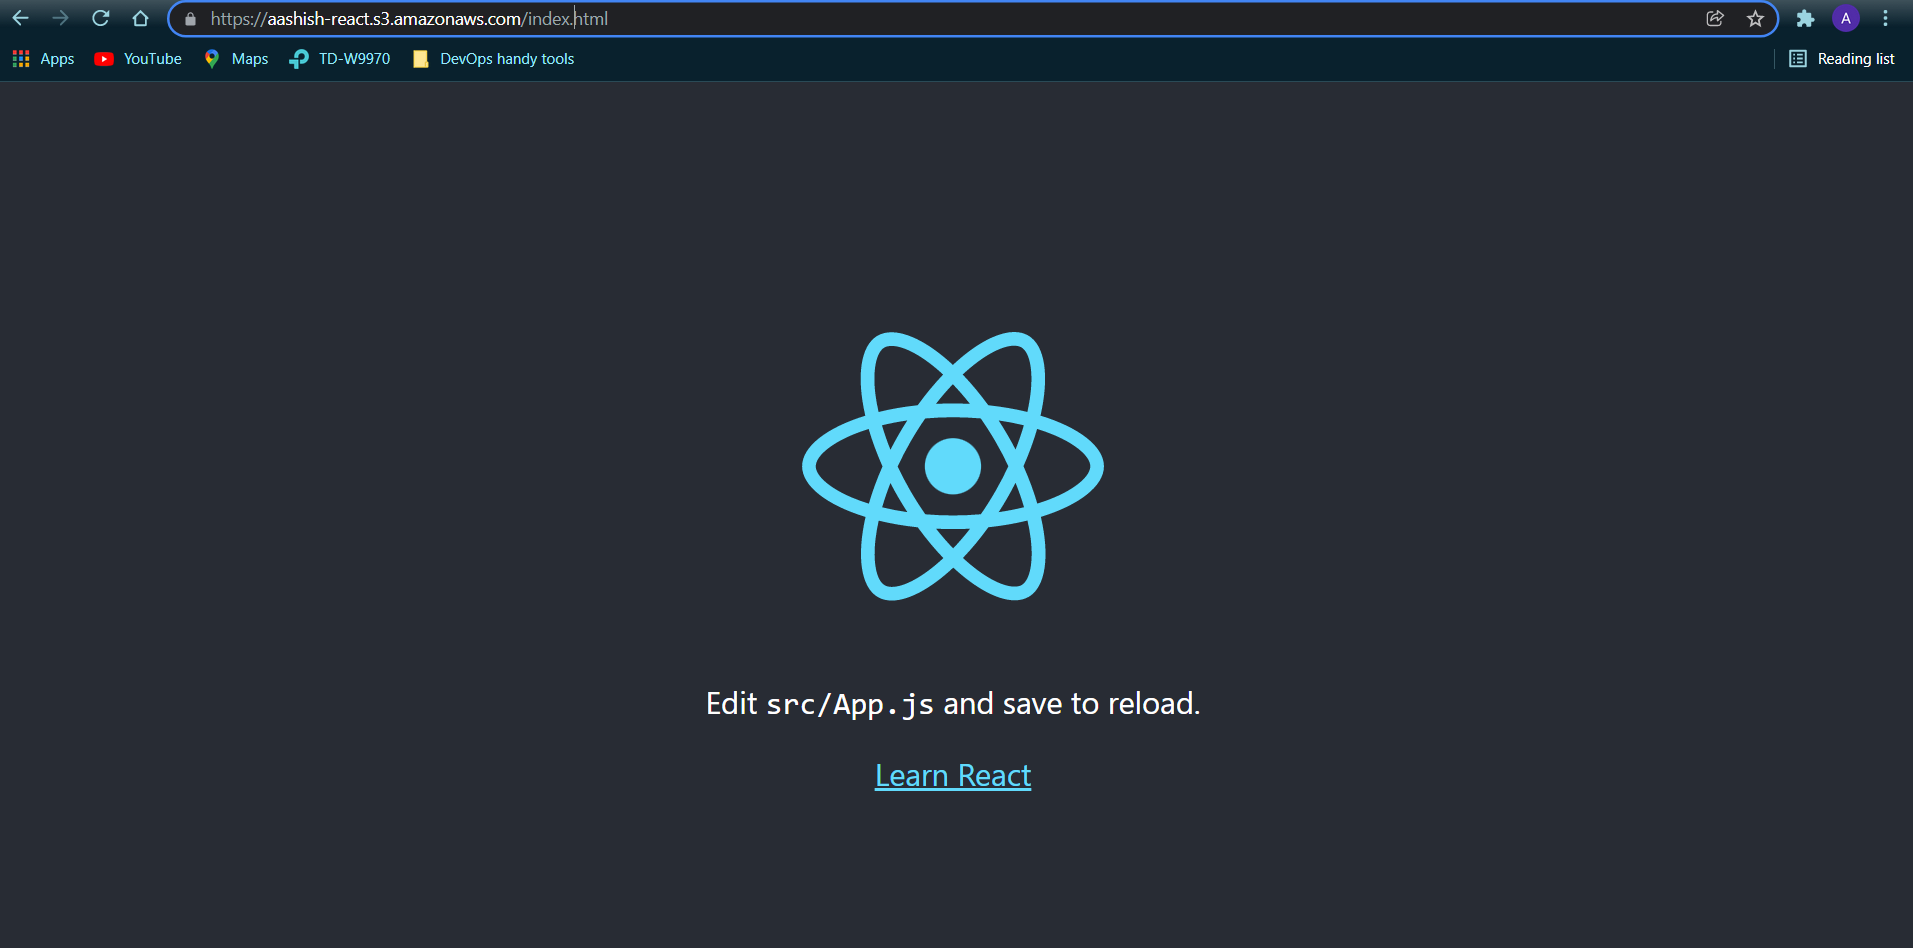 https://aashish-react.s3.amazonaws.com/index.html
A
Apps YouTube Maps TD-W9970 DevOps handy tools Reading list
Edit src/App.js and save to reload.
Learn React